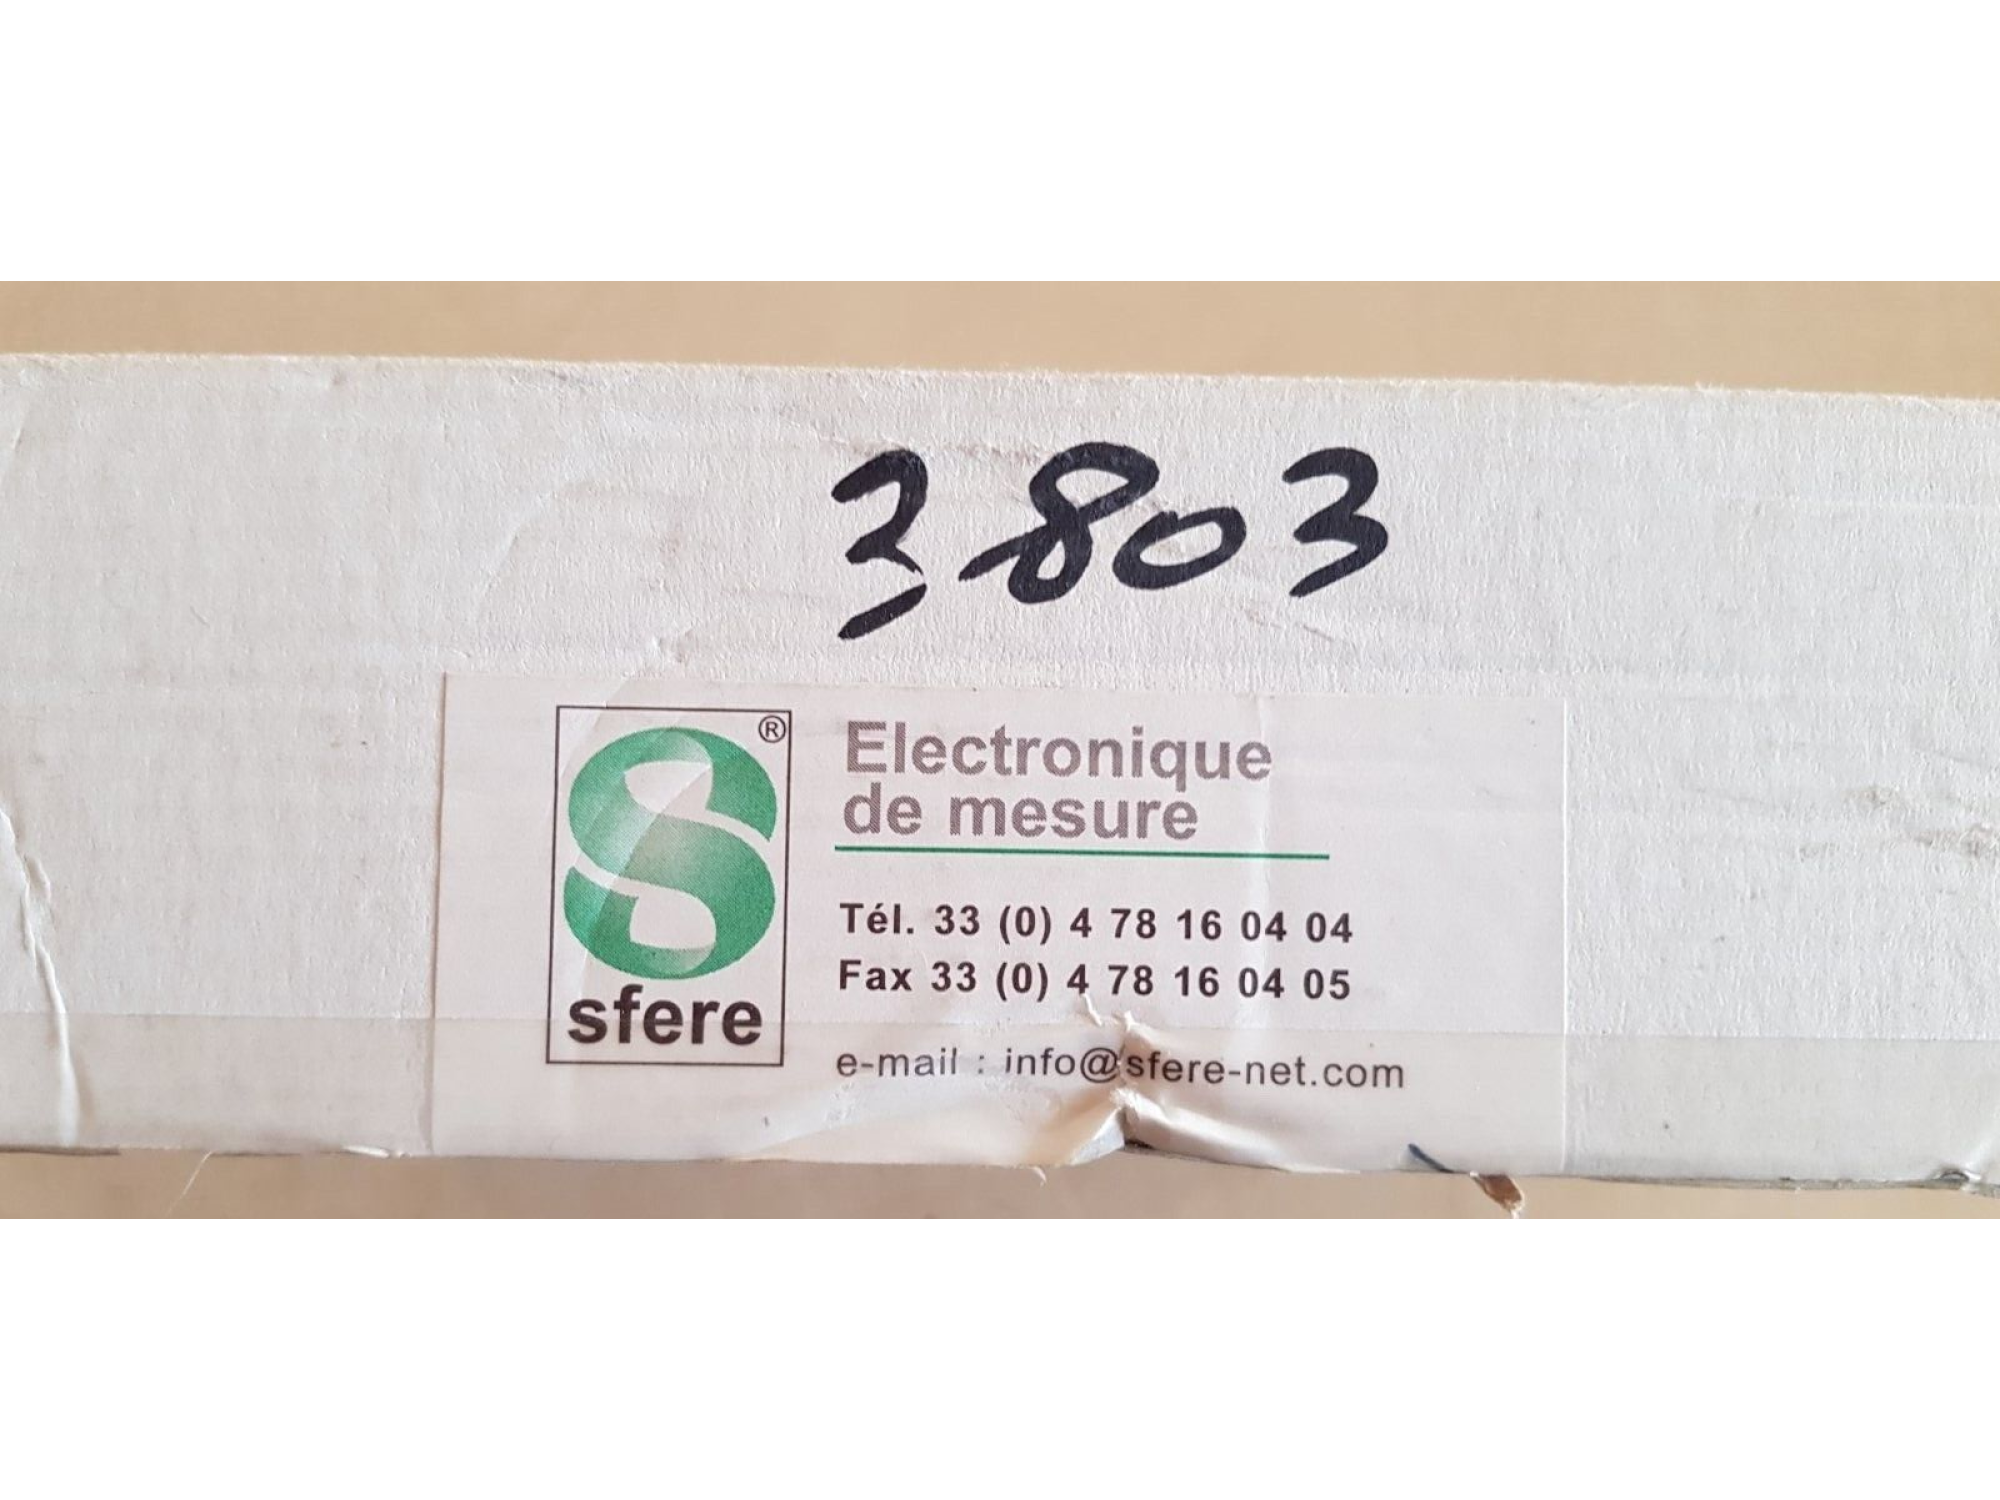 3803
®
sfere
Electronique
de mesure
Tél. 33 (0) 4 78 16 04 04
Fax 33 (0) 4 78 16 04 05
e-mail : info@sfere-net.com